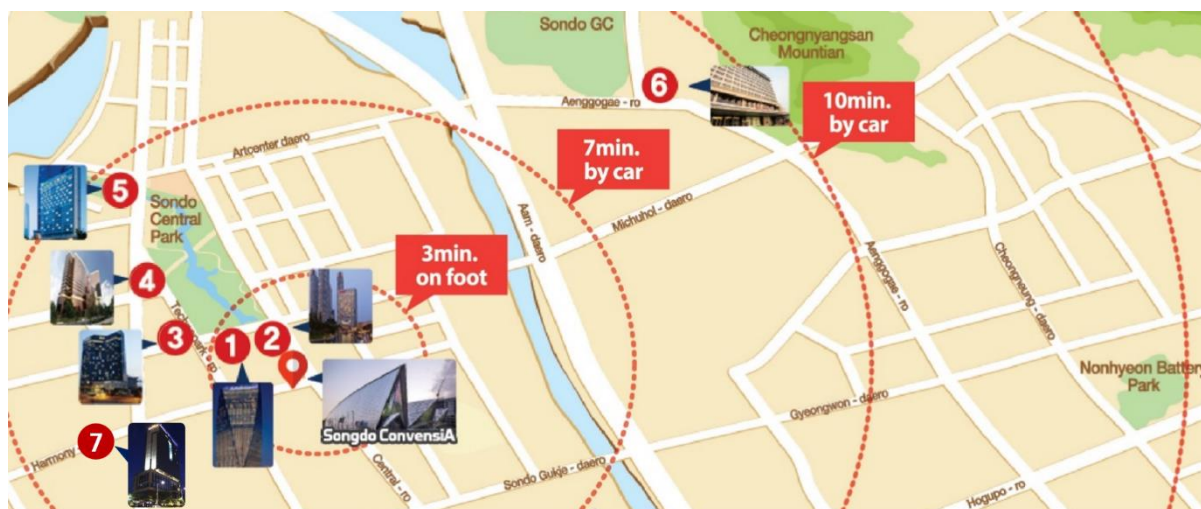 Sondo GC
Cheongnyangsan
Mountian
6
Aenggogae - ro
10min.
by car
7min.
by car
Artcenter daero
5
Sondo
Central
Park
Aam - daero
Michuhol - daero
3min.
on foot
4
Aenggogae - ro
Cheongneung - daero
3
1
2
Nonhyeon Battery
Park
Gyeongwon - daero
Songdo ConvensiA
7
Harmony
Central - ro
Sondo Gukje - daero
Hogupo - ro